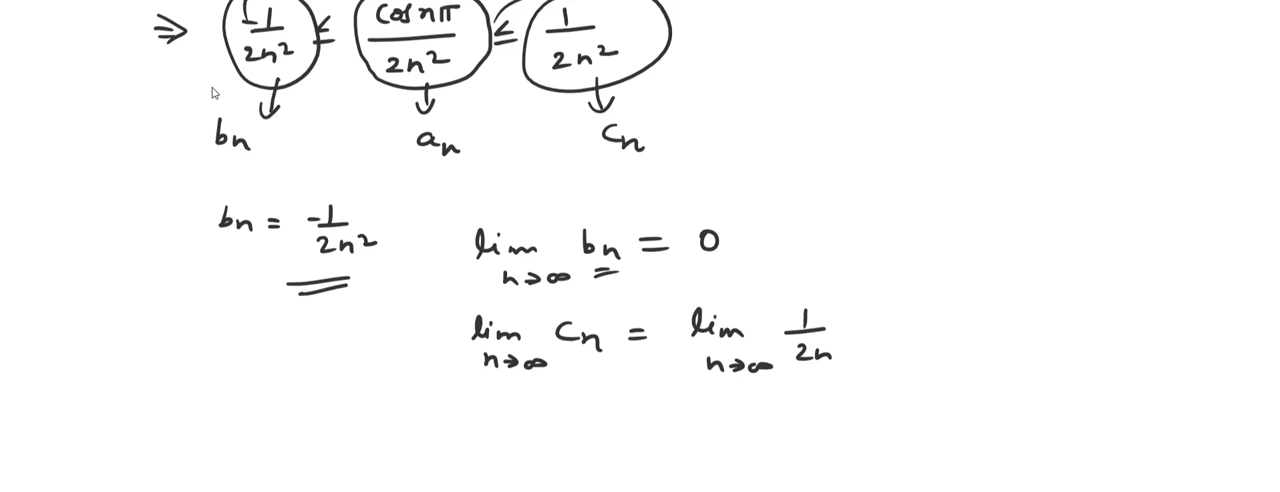 ⇒ -1/2n² ≤ cos nπ/2n² ≤ 1/2n²
bn an cn
bn = -1/2n²
lim n→∞ bn = 0
lim n→∞ cn = lim n→∞ 1/2n